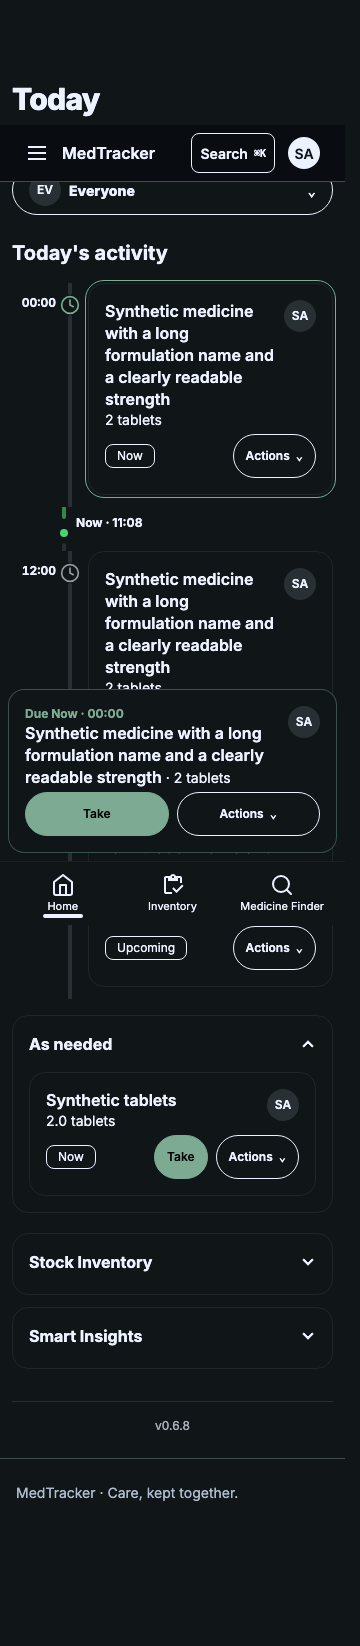 Today
MedTracker
Search ⌘K
SA
EV
Everyone
Today's activity
00:00
Synthetic medicine
with a long
formulation name and
a clearly readable
strength
SA
2 tablets
Now
Actions
Now · 11:08
12:00
Synthetic medicine
with a long
formulation name and
a clearly readable
strength
SA
2 tablets
Due Now · 00:00
SA
Synthetic medicine with a long
formulation name and a clearly
readable strength · 2 tablets
Take
Actions
Home
Inventory
Medicine Finder
Upcoming
Actions
As needed
Synthetic tablets
SA
2.0 tablets
Now
Take
Actions
Stock Inventory
Smart Insights
v0.6.8
MedTracker · Care, kept together.